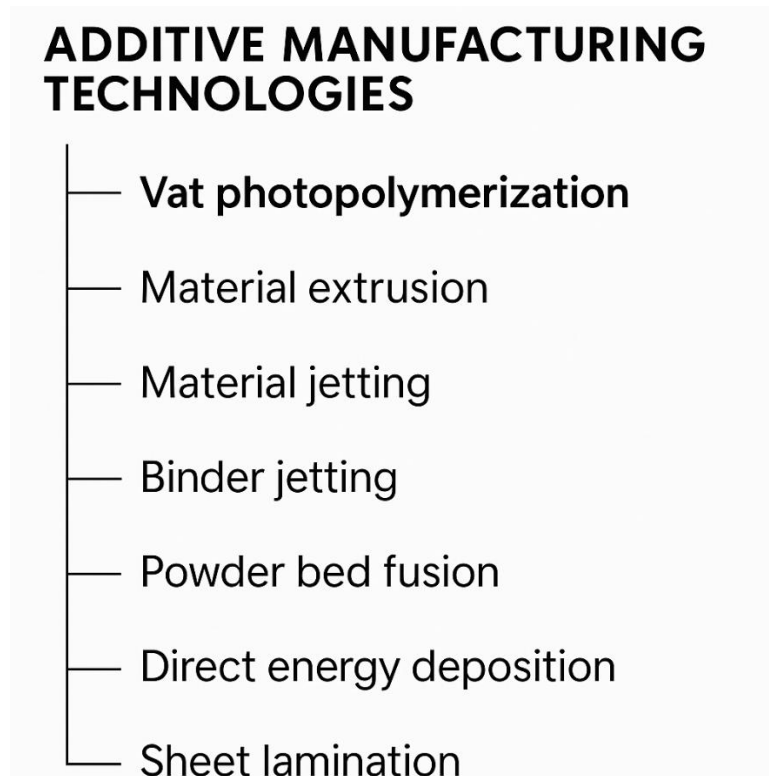 ADDITIVE MANUFACTURING
TECHNOLOGIES
Vat photopolymerization
Material extrusion
Material jetting
Binder jetting
Powder bed fusion
Direct energy deposition
Sheet lamination